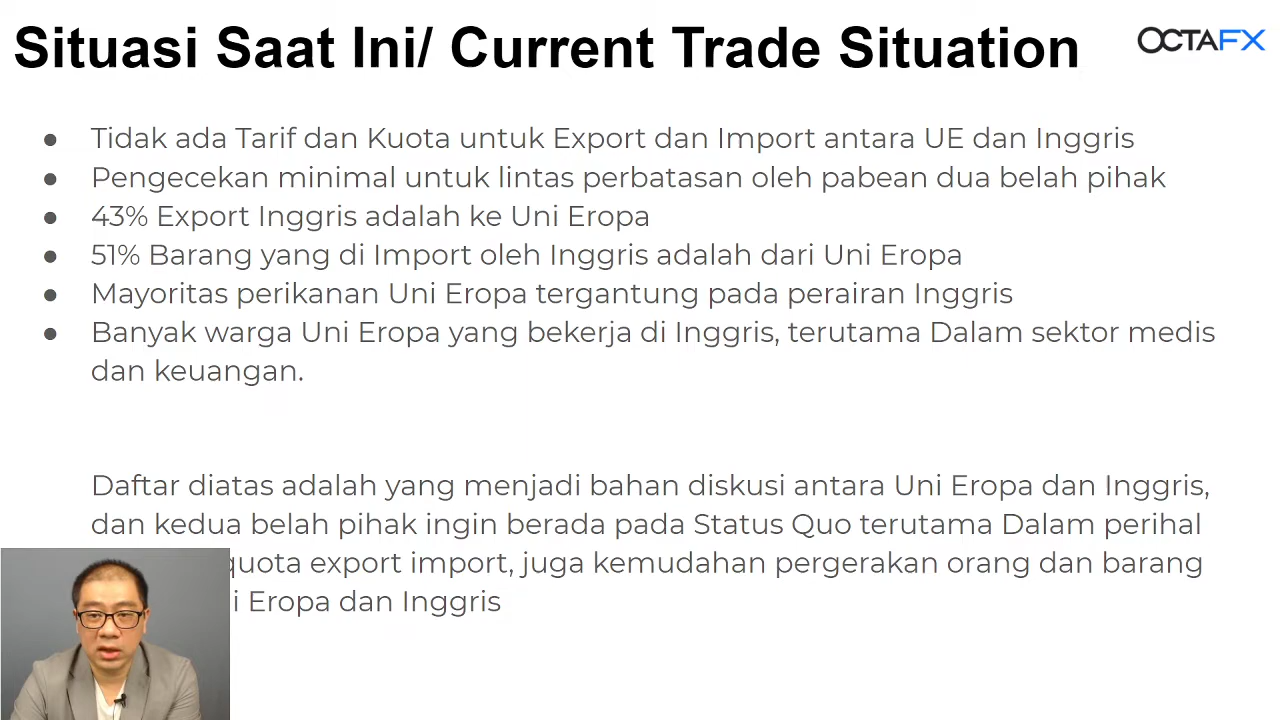 Situasi Saat Ini/ Current Trade Situation
OCTAFX
● Tidak ada Tarif dan Kuota untuk Export dan Import antara UE dan Inggris
● Pengecekan minimal untuk lintas perbatasan oleh pabean dua belah pihak
● 43% Export Inggris adalah ke Uni Eropa
● 51% Barang yang di Import oleh Inggris adalah dari Uni Eropa
● Mayoritas perikanan Uni Eropa tergantung pada perairan Inggris
● Banyak warga Uni Eropa yang bekerja di Inggris, terutama Dalam sektor medis
dan keuangan.
Daftar diatas adalah yang menjadi bahan diskusi antara Uni Eropa dan Inggris,
dan kedua belah pihak ingin berada pada Status Quo terutama Dalam perihal
quota export import, juga kemudahan pergerakan orang dan barang
Eropa dan Inggris